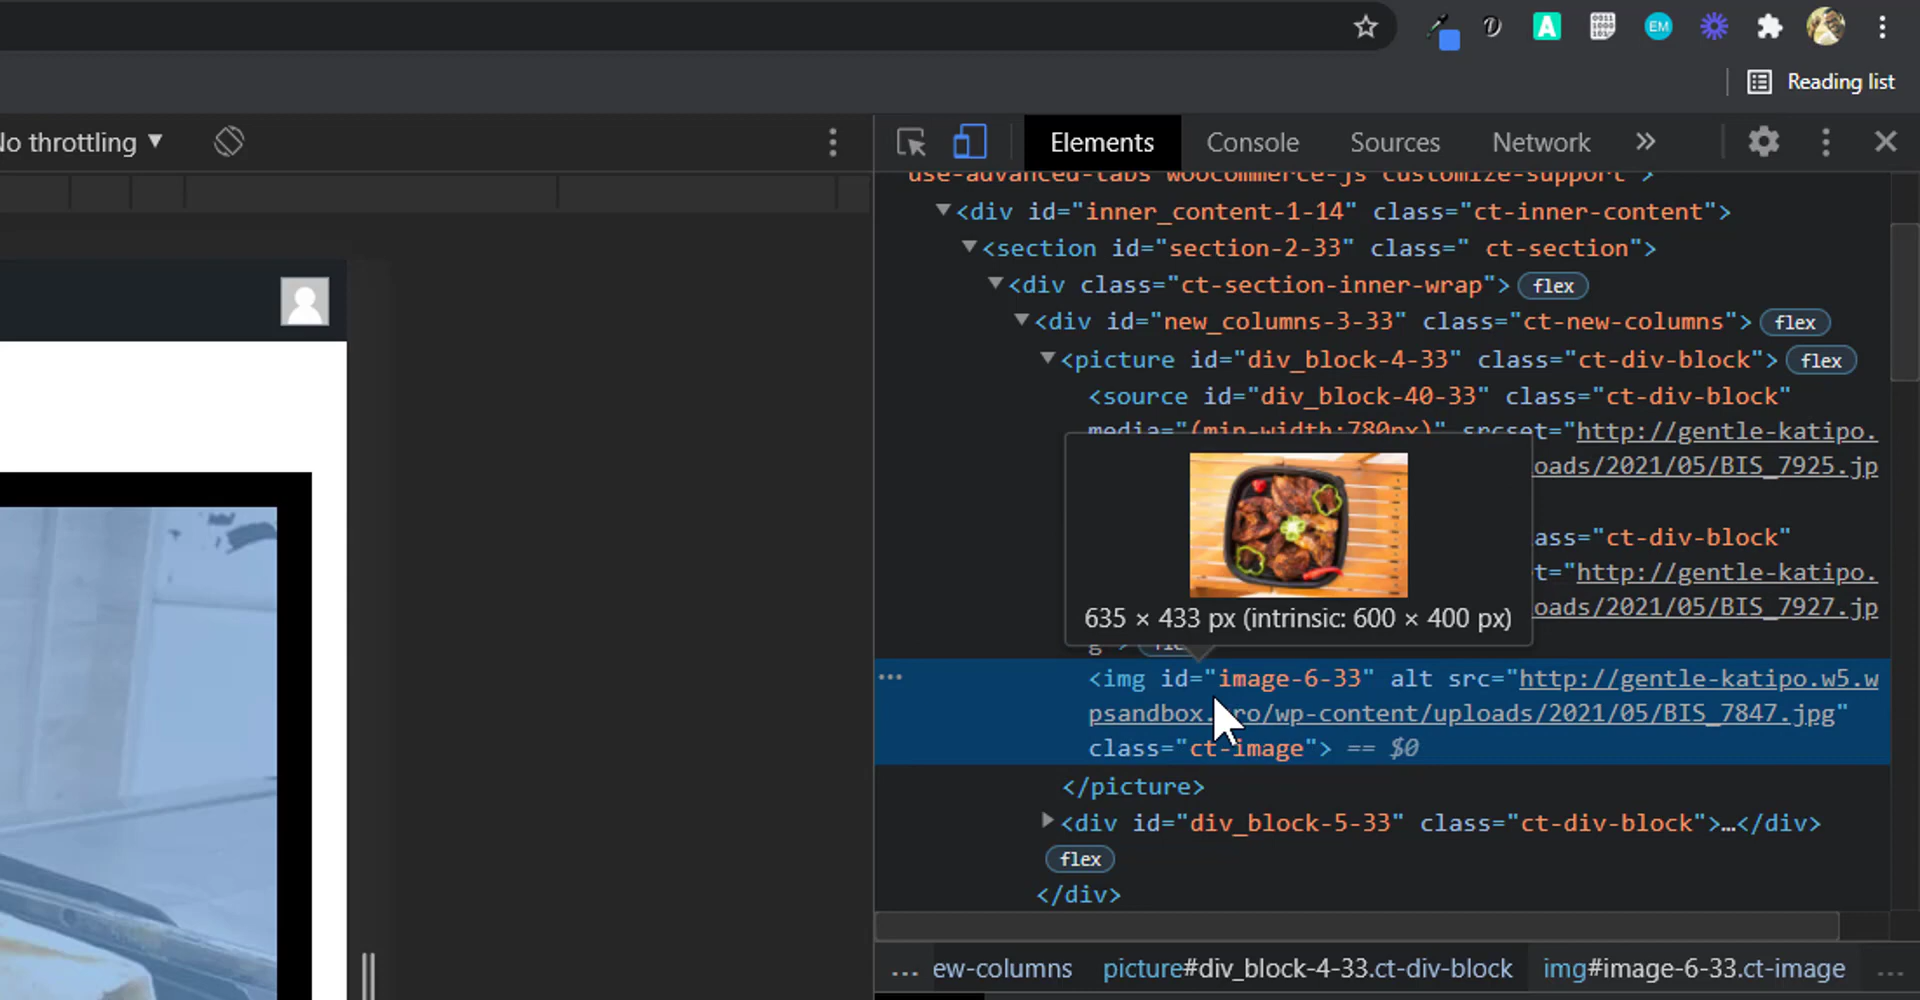 EM
A
Reading list
No throttling ▼
Elements
Console
Sources
Network
use-advanced-tabs woocommerce-js customize-support">
<div id="inner_content-1-14" class="ct-inner-content">
<section id="section-2-33" class=" ct-section">
<div class="ct-section-inner-wrap"> flex
<div id="new_columns-3-33" class="ct-new-columns"> flex
<picture id="div_block-4-33" class="ct-div-block"> flex
<source id="div_block-40-33" class="ct-div-block"
media="(min-width:780px)" srcset="http://gentle-katipo.
oads/2021/05/BIS_7925.jp
ass="ct-div-block"
t="http://gentle-katipo.
oads/2021/05/BIS_7927.jp
635 × 433 px (intrinsic: 600 × 400 px)
<img id="image-6-33" alt src="http://gentle-katipo.w5.w
psandbox.pro/wp-content/uploads/2021/05/BIS_7847.jpg"
class="ct-image"> == $0
</picture>
<div id="div_block-5-33" class="ct-div-block">…</div>
flex
</div>
... ew-columns picture#div_block-4-33.ct-div-block img#image-6-33.ct-image ...